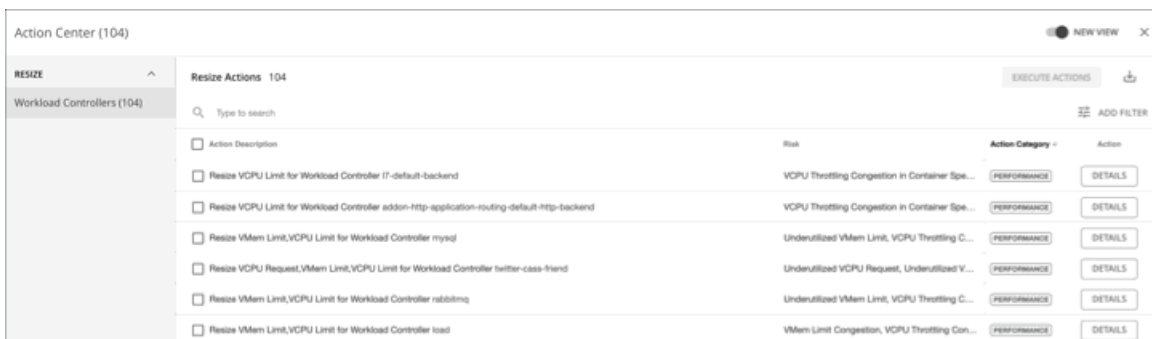 Action Center (104) NEW VIEW
RESIZE
Workload Controllers (104)
Resize Actions 104 EXECUTE ACTIONS
Type to search ADD FILTER
Action Description Risk Action Category Action
Resize VCPU Limit for Workload Controller l7-default-backend VCPU Throttling Congestion in Container Spe... PERFORMANCE DETAILS
Resize VCPU Limit for Workload Controller addon-http-application-routing-default-http-backend VCPU Throttling Congestion in Container Spe... PERFORMANCE DETAILS
Resize VMem Limit,VCPU Limit for Workload Controller mysql Underutilized VMem Limit, VCPU Throttling C... PERFORMANCE DETAILS
Resize VCPU Request,VMem Limit,VCPU Limit for Workload Controller twitter-cass-friend Underutilized VCPU Request, Underutilized V... PERFORMANCE DETAILS
Resize VMem Limit,VCPU Limit for Workload Controller rabbitmq Underutilized VMem Limit, VCPU Throttling C... PERFORMANCE DETAILS
Resize VMem Limit,VCPU Limit for Workload Controller load VMem Limit Congestion, VCPU Throttling Con... PERFORMANCE DETAILS